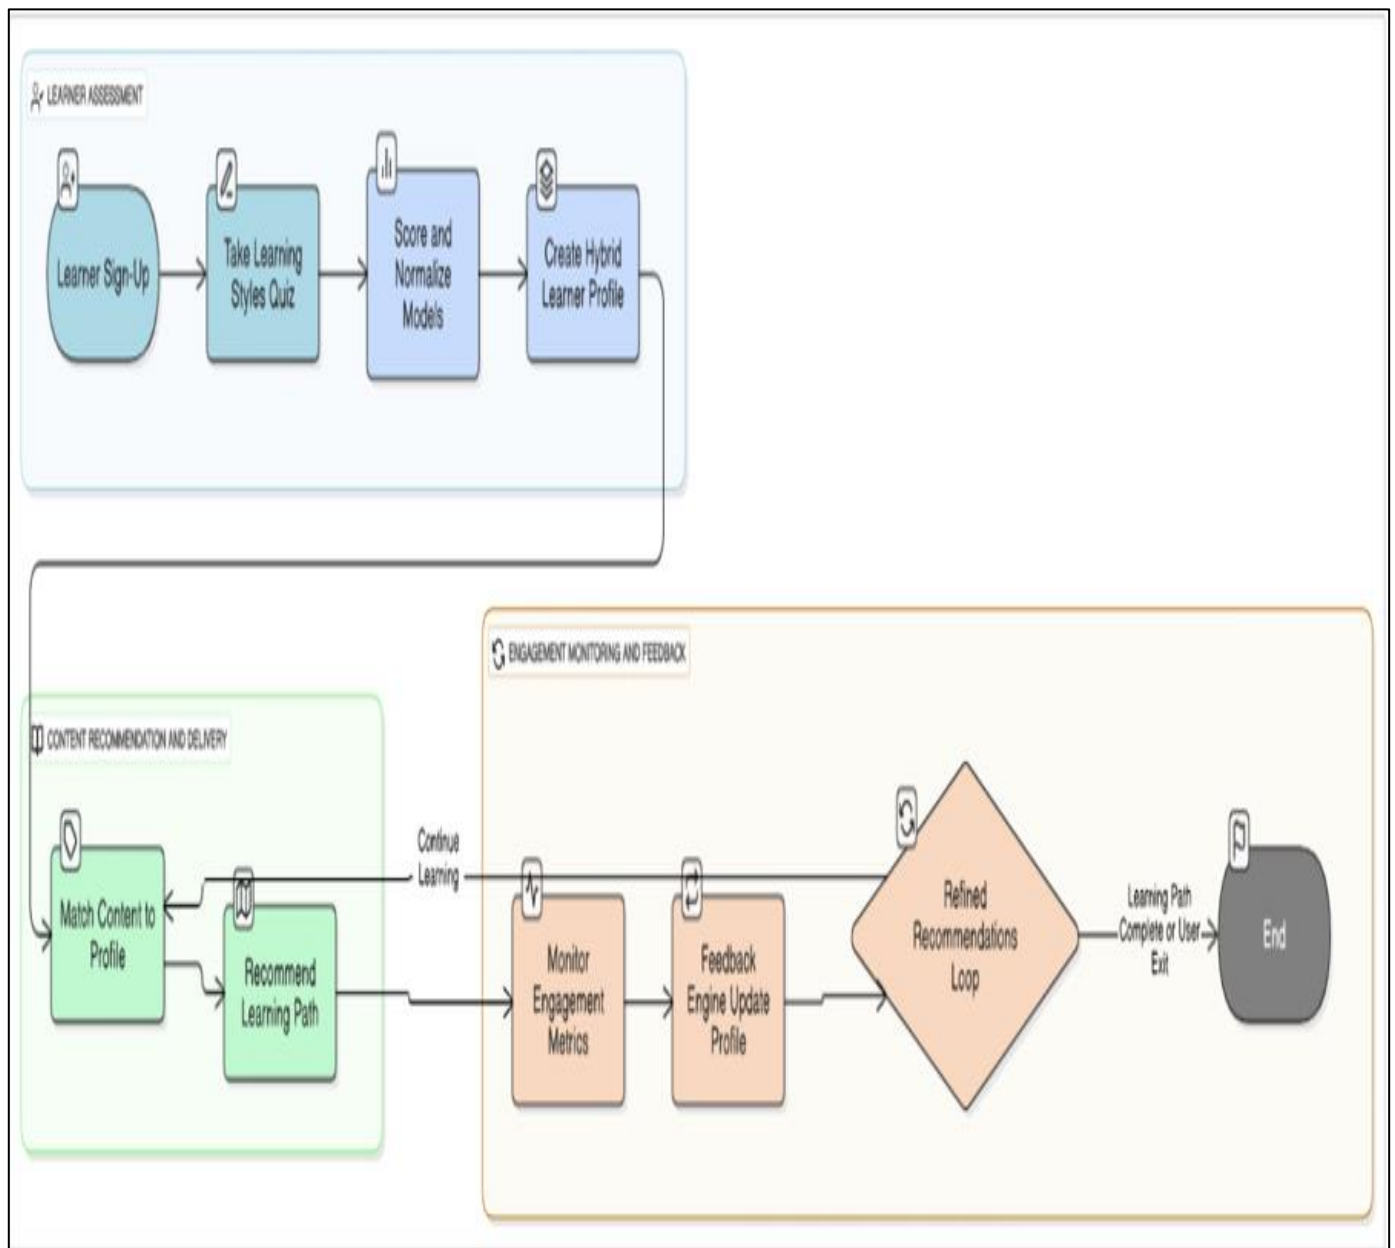 LEARNER ASSESSMENT
Learner Sign-Up
Take Learning
Styles Quiz
Score and
Normalize
Models
Create Hybrid
Learner Profile
CONTENT RECOMMENDATION AND DELIVERY
Match Content to
Profile
Recommend
Learning Path
Continue
Learning
ENGAGEMENT MONITORING AND FEEDBACK
Monitor
Engagement
Metrics
Feedback
Engine Update
Profile
Refined
Recommendations
Loop
Learning Path
Complete or User
Exit
End